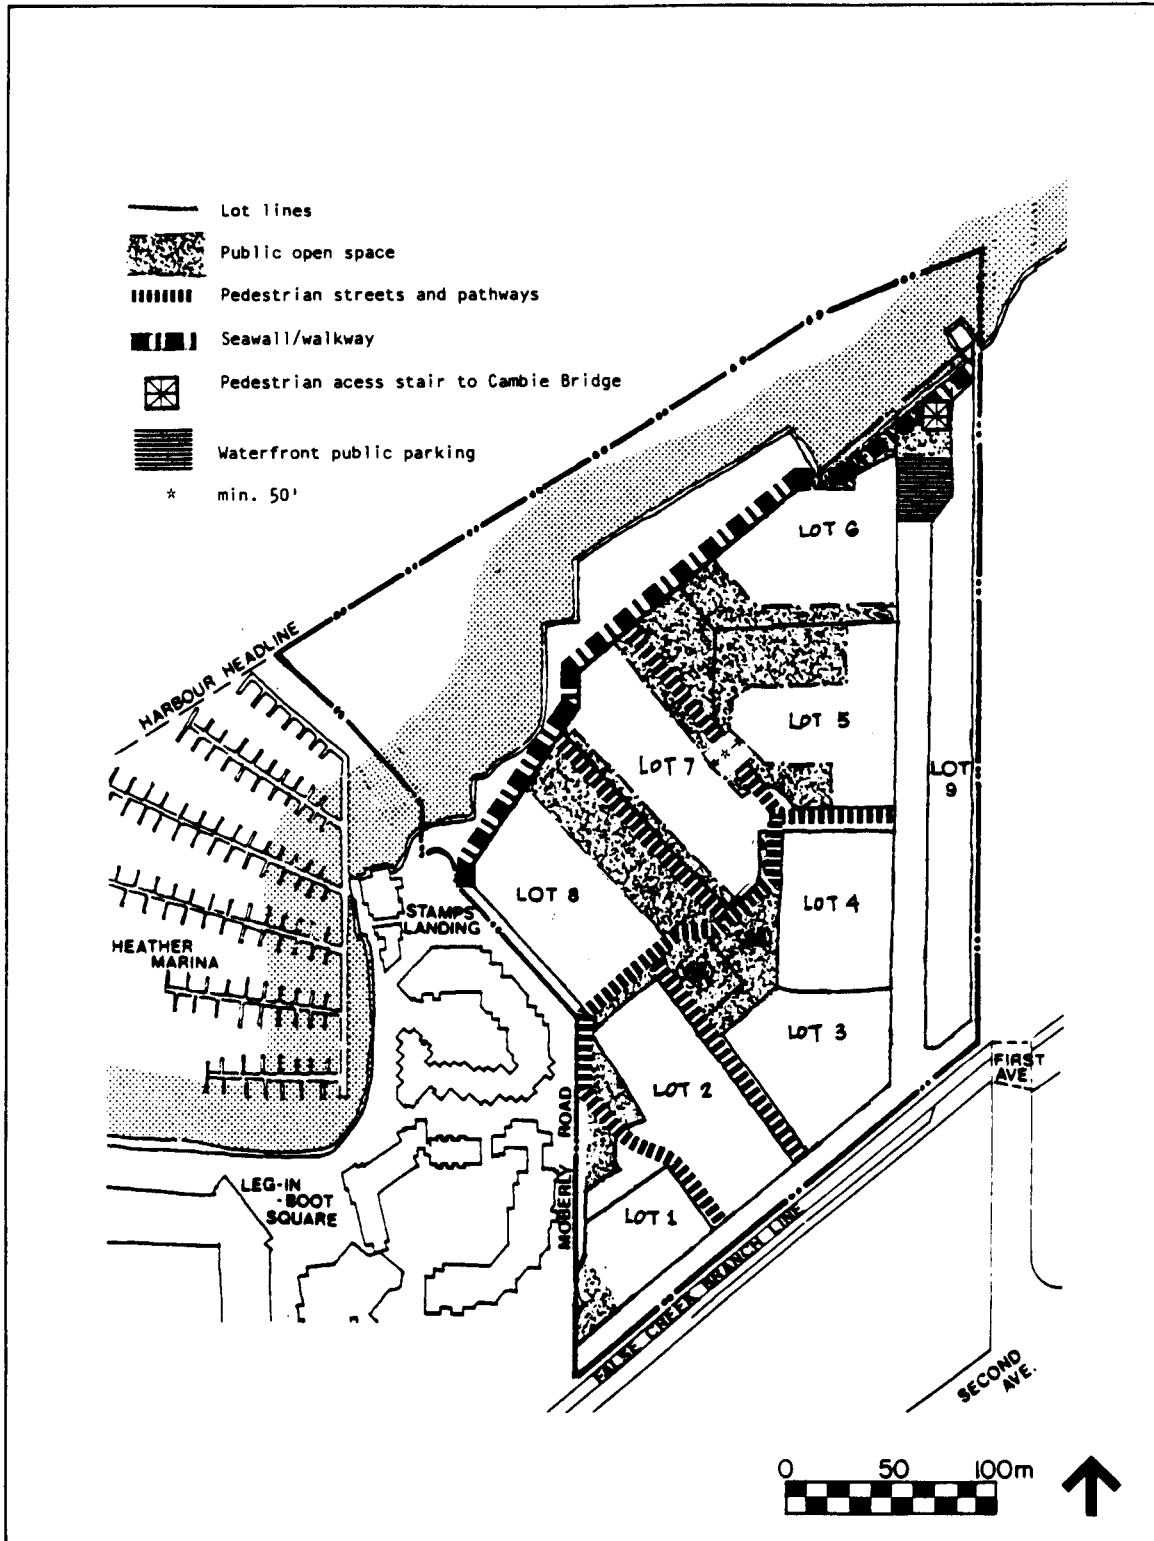 Lot lines
Public open space
Pedestrian streets and pathways
Seawall/walkway
Pedestrian acess stair to Cambie Bridge
Waterfront public parking
* min. 50'
HARBOUR HEADLINE
LOT 6
LOT 5
LOT 7
*
LOT
9
LOT 8
LOT 4
STAMPS
LANDING
HEATHER
MARINA
LOT 3
FIRST
AVE.
LOT 2
MOBERLY ROAD
LEG-IN
-BOOT
SQUARE
LOT 1
FALSE CREEK BRANCH LINE
SECOND
AVE.
0 50 100m